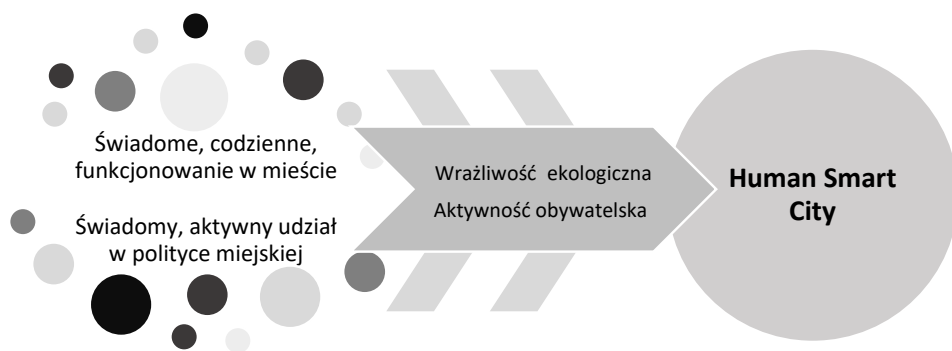 Świadome, codzienne,
funkcjonowanie w mieście
Świadomy, aktywny udział
w polityce miejskiej
Wrażliwość ekologiczna
Aktywność obywatelska
Human Smart
City